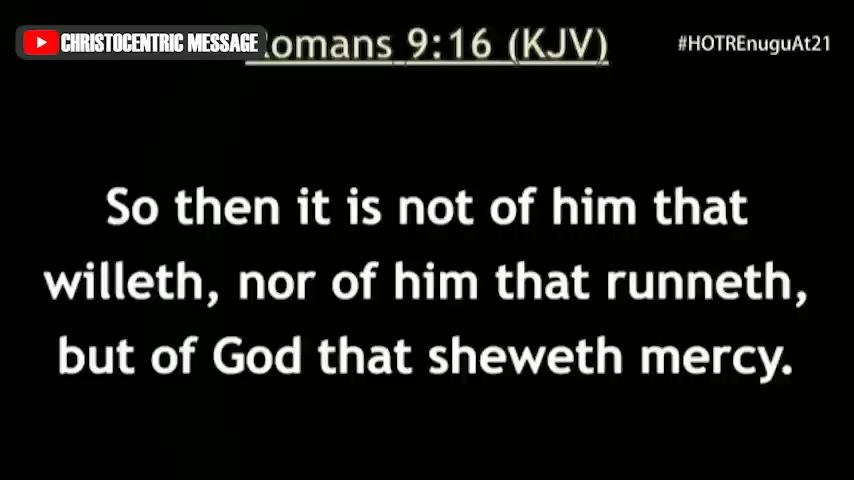 CHRISTOCENTRIC MESSAGE
omans 9:16 (KJV)
#HOTREnuguAt21
So then it is not of him that
willeth, nor of him that runneth,
but of God that sheweth mercy.